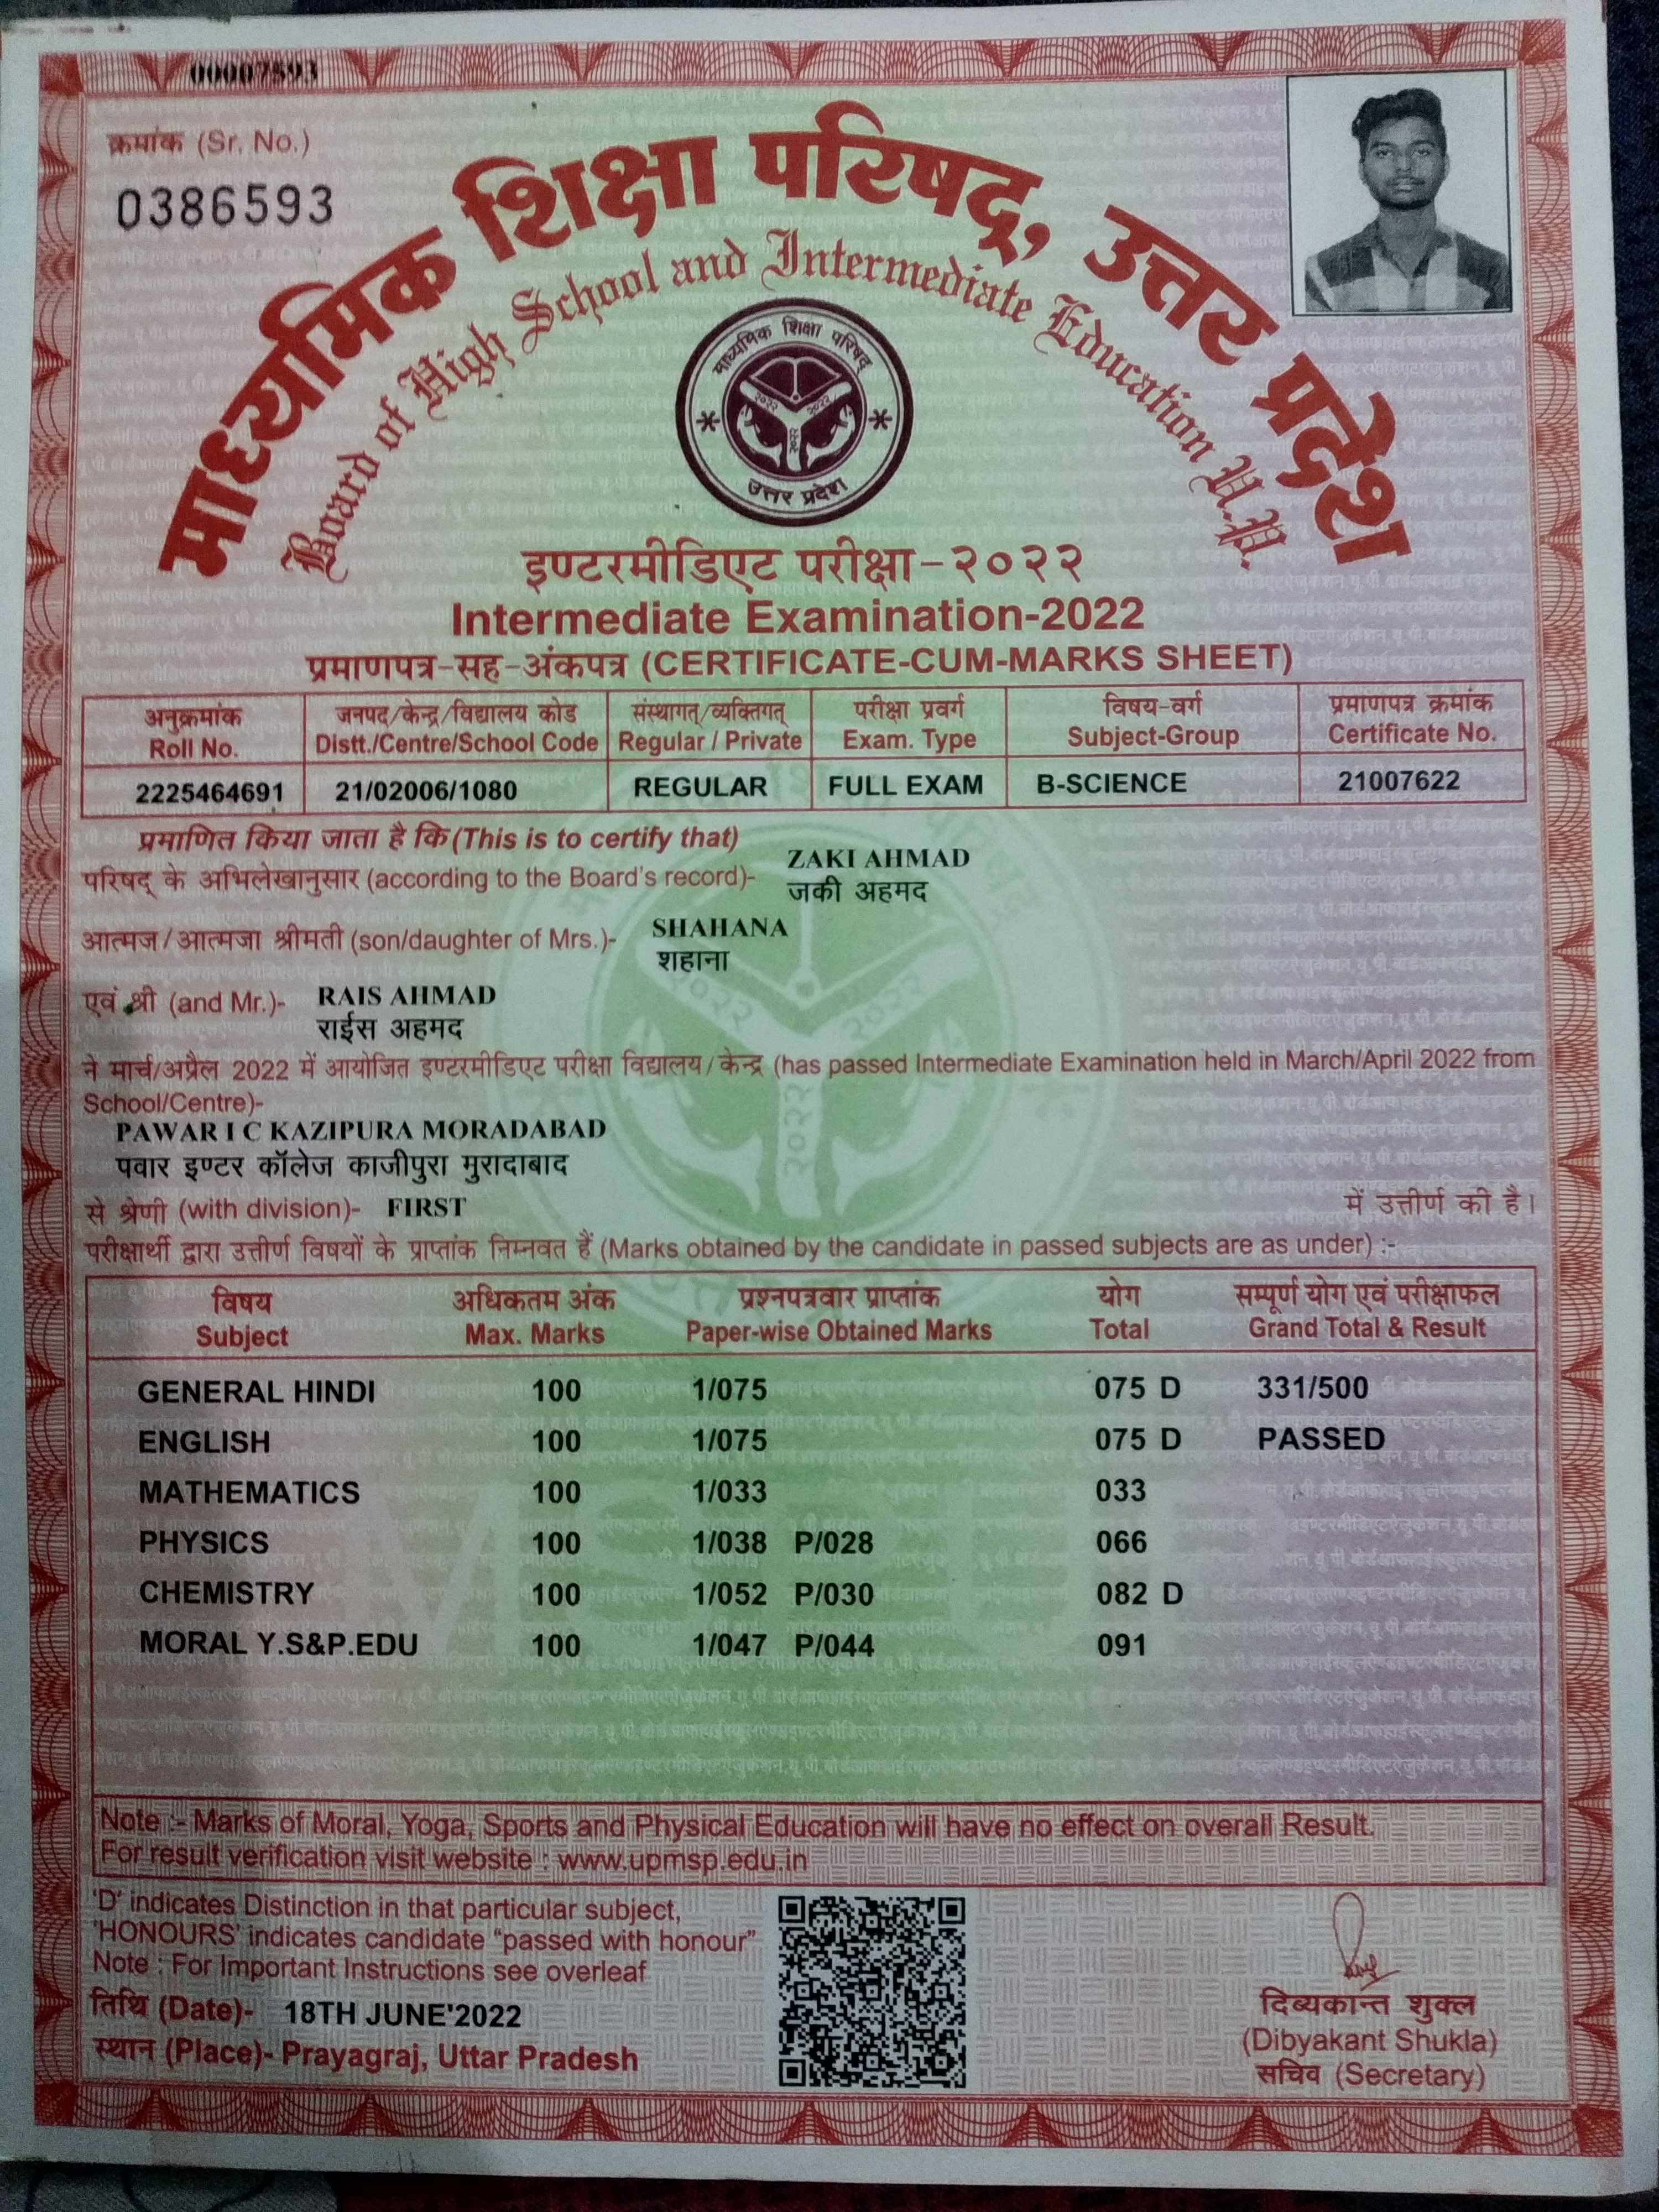 00007593
क्रमांक (Sr. No.)
0386593
माध्यमिक शिक्षा परिषद्, उत्तर प्रदेश
Board of High School and Intermediate Education U.P.
माध्यमिक शिक्षा परिषद्
२०२२ २०२२
२०२२
उत्तर प्रदेश
इण्टरमीडिएट परीक्षा-२०२२
Intermediate Examination-2022
प्रमाणपत्र-सह-अंकपत्र (CERTIFICATE-CUM-MARKS SHEET)
अनुक्रमांक जनपद/केन्द्र/विद्यालय कोड संस्थागत/व्यक्तिगत् परीक्षा प्रवर्ग विषय-वर्ग प्रमाणपत्र क्रमांक
Roll No. Distt./Centre/School Code Regular / Private Exam. Type Subject-Group Certificate No.
2225464691 21/02006/1080 REGULAR FULL EXAM B-SCIENCE 21007622
प्रमाणित किया जाता है कि (This is to certify that)
परिषद् के अभिलेखानुसार (according to the Board's record)- ZAKI AHMAD
जकी अहमद
आत्मज/आत्मजा श्रीमती (son/daughter of Mrs.)- SHAHANA
शहाना
एवं श्री (and Mr.)- RAIS AHMAD
राईस अहमद
ने मार्च/अप्रैल 2022 में आयोजित इण्टरमीडिएट परीक्षा विद्यालय/केन्द्र (has passed Intermediate Examination held in March/April 2022 from
School/Centre)-
PAWAR I C KAZIPURA MORADABAD
पवार इण्टर कॉलेज काजीपुरा मुरादाबाद
से श्रेणी (with division)- FIRST में उत्तीर्ण की है।
परीक्षार्थी द्वारा उत्तीर्ण विषयों के प्राप्तांक निम्नवत हैं (Marks obtained by the candidate in passed subjects are as under) :-
विषय अधिकतम अंक प्रश्नपत्रवार प्राप्तांक योग सम्पूर्ण योग एवं परीक्षाफल
Subject Max. Marks Paper-wise Obtained Marks Total Grand Total & Result
GENERAL HINDI 100 1/075 075 D 331/500
ENGLISH 100 1/075 075 D PASSED
MATHEMATICS 100 1/033 033
PHYSICS 100 1/038 P/028 066
CHEMISTRY 100 1/052 P/030 082 D
MORAL Y.S&P.EDU 100 1/047 P/044 091
Note :- Marks of Moral, Yoga, Sports and Physical Education will have no effect on overall Result.
For result verification visit website : www.upmsp.edu.in
'D' indicates Distinction in that particular subject,
'HONOURS' indicates candidate "passed with honour"
Note : For Important Instructions see overleaf
तिथि (Date)- 18TH JUNE'2022
स्थान (Place)- Prayagraj, Uttar Pradesh
दिब्यकान्त शुक्ल
(Dibyakant Shukla)
सचिव (Secretary)